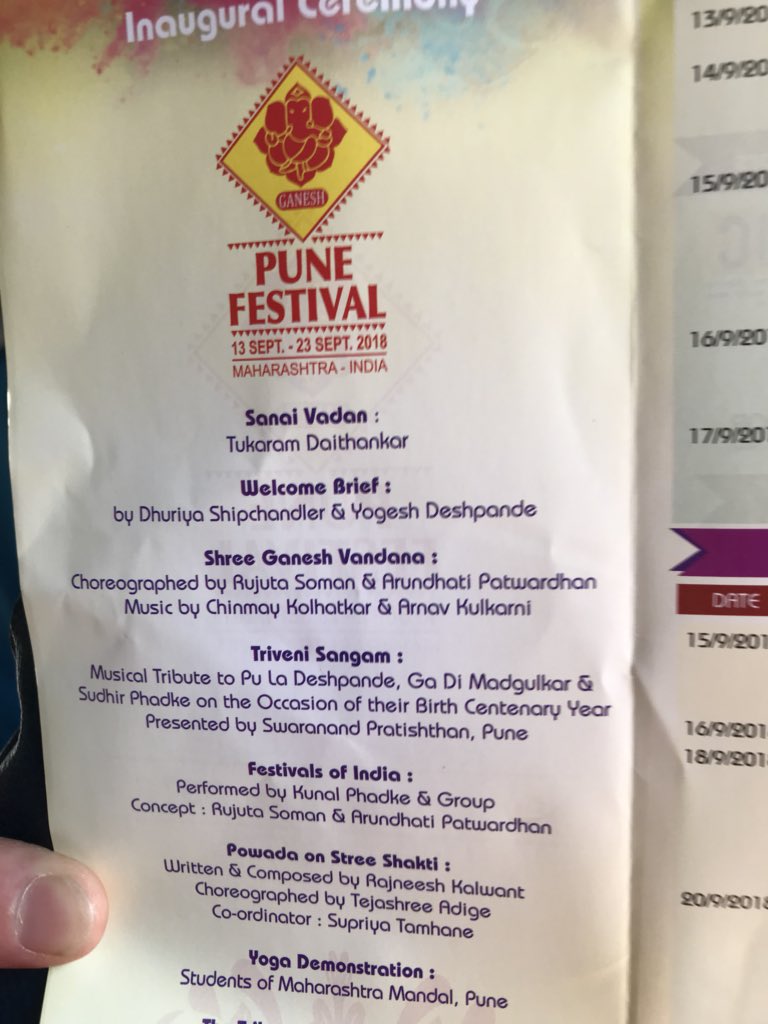 Inaugural Ceremony
GANESH
PUNE
FESTIVAL
13 SEPT. - 23 SEPT. 2018
MAHARASHTRA - INDIA
Sanai Vadan :
Tukaram Daithankar
Welcome Brief :
by Dhuriya Shipchandler & Yogesh Deshpande
Shree Ganesh Vandana :
Choreographed by Rujuta Soman & Arundhati Patwardhan
Music by Chinmay Kolhatkar & Arnav Kulkarni
Triveni Sangam :
Musical Tribute to Pu La Deshpande, Ga Di Madgulkar &
Sudhir Phadke on the Occasion of their Birth Centenary Year
Presented by Swaranand Pratishthan, Pune
Festivals of India :
Performed by Kunal Phadke & Group
Concept : Rujuta Soman & Arundhati Patwardhan
Powada on Stree Shakti :
Written & Composed by Rajneesh Kalwant
Choreographed by Tejashree Adige
Co-ordinator : Supriya Tamhane
Yoga Demonstration :
Students of Maharashtra Mandal, Pune
13/9/20
14/9/20
15/9/20
16/9/20
17/9/201
DATE
15/9/201
16/9/201
18/9/201
20/9/2018